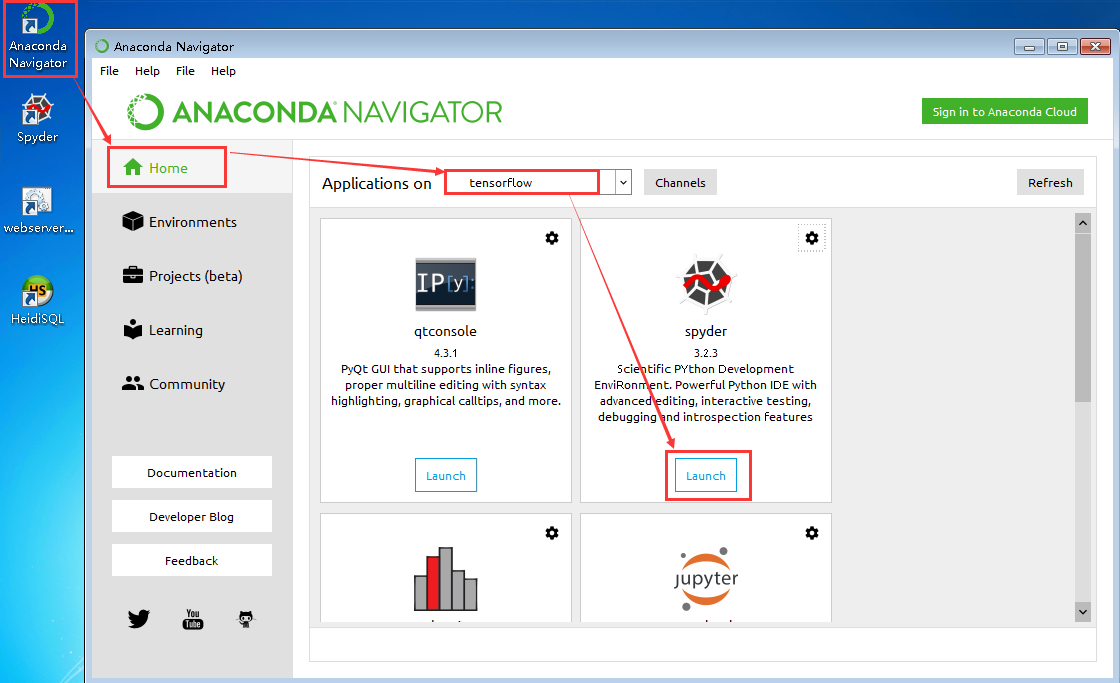 Anaconda
Navigator
Spyder
webserver...
HeidiSQL
Anaconda Navigator
File Help File Help
ANACONDA NAVIGATOR
Sign in to Anaconda Cloud
Home
Environments
Projects (beta)
Learning
Community
Documentation
Developer Blog
Feedback
You
Tube
Applications on tensorflow Channels Refresh
IP[y]:
qtconsole
4.3.1
PyQt GUI that supports inline figures,
proper multiline editing with syntax
highlighting, graphical calltips, and more.
Launch
spyder
3.2.3
Scientific PYthon Development
EnviRonment. Powerful Python IDE with
advanced editing, interactive testing,
debugging and introspection features
Launch
jupyter